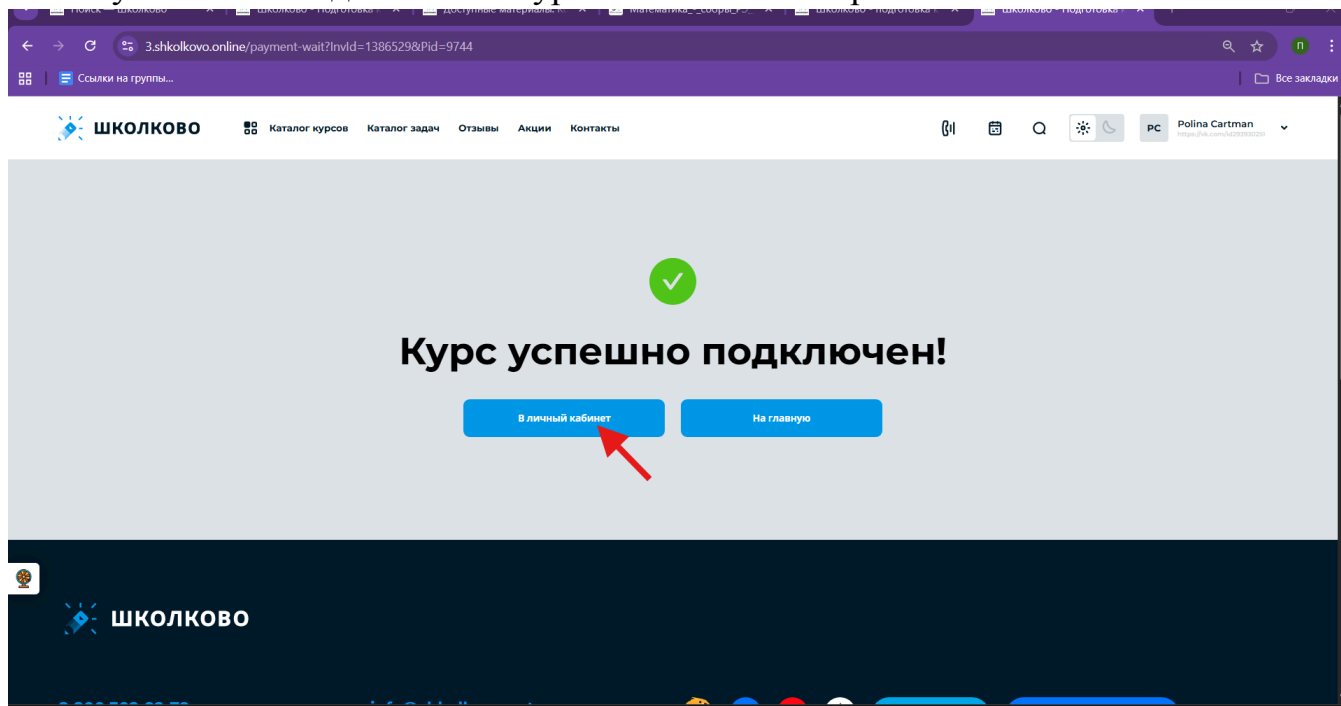 3.shkolkovo.online/payment-wait?InvId=1386529&Pid=9744
Ссылки на группы...
Все закладки
ШКОЛКОВО
Каталог курсов
Каталог задач
Отзывы
Акции
Контакты
PC
Polina Cartman
Курс успешно подключен!
В личный кабинет
На главную
ШКОЛКОВО